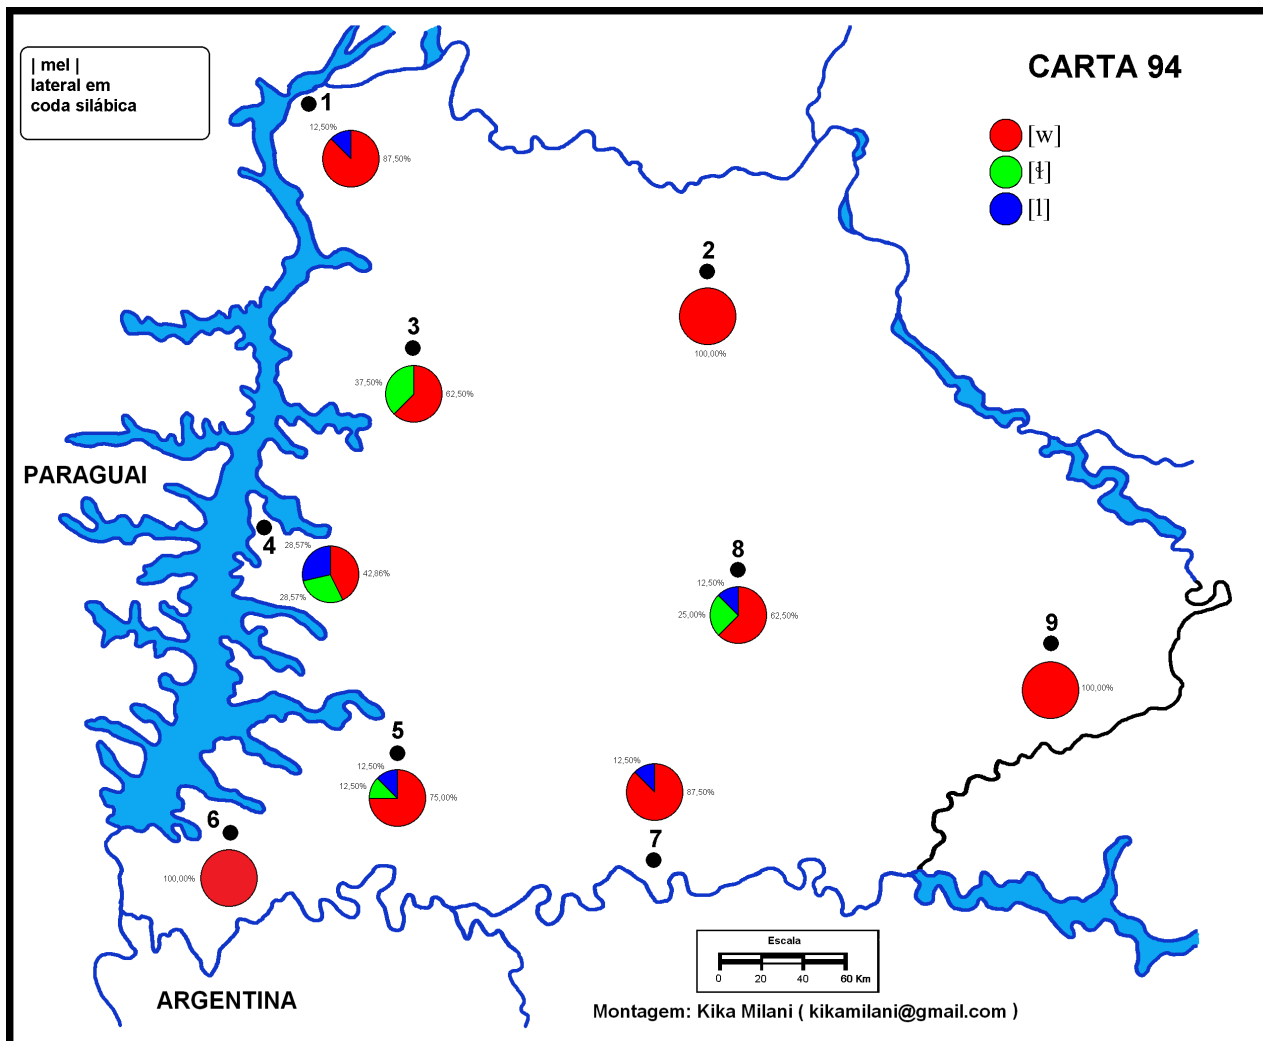 | mel |
lateral em
coda silábica
CARTA 94
[w]
[ɫ]
[l]
1
12,50%
87,50%
2
100,00%
3
37,50%
62,50%
PARAGUAI
4
28,57%
42,86%
28,57%
8
12,50%
25,00%
62,50%
9
100,00%
5
12,50%
12,50%
75,00%
12,50%
87,50%
7
6
100,00%
Escala
0 20 40 60 Km
ARGENTINA
Montagem: Kika Milani ( kikamilani@gmail.com )